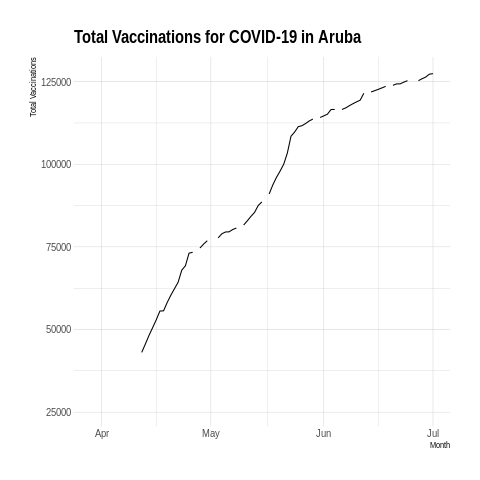 Total Vaccinations for COVID-19 in Aruba
Total Vaccinations
125000
100000
75000
50000
25000
Apr May Jun Jul
Month